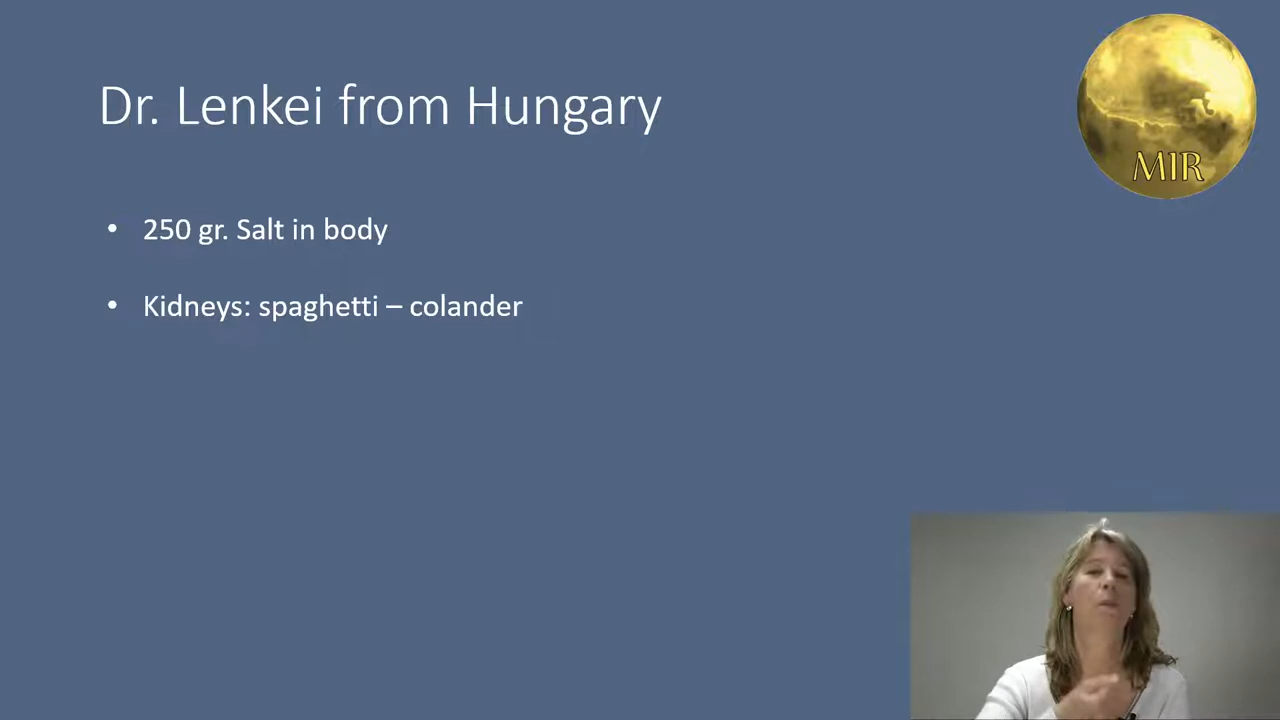 Dr. Lenkei from Hungary
MIR
• 250 gr. Salt in body
• Kidneys: spaghetti – colander